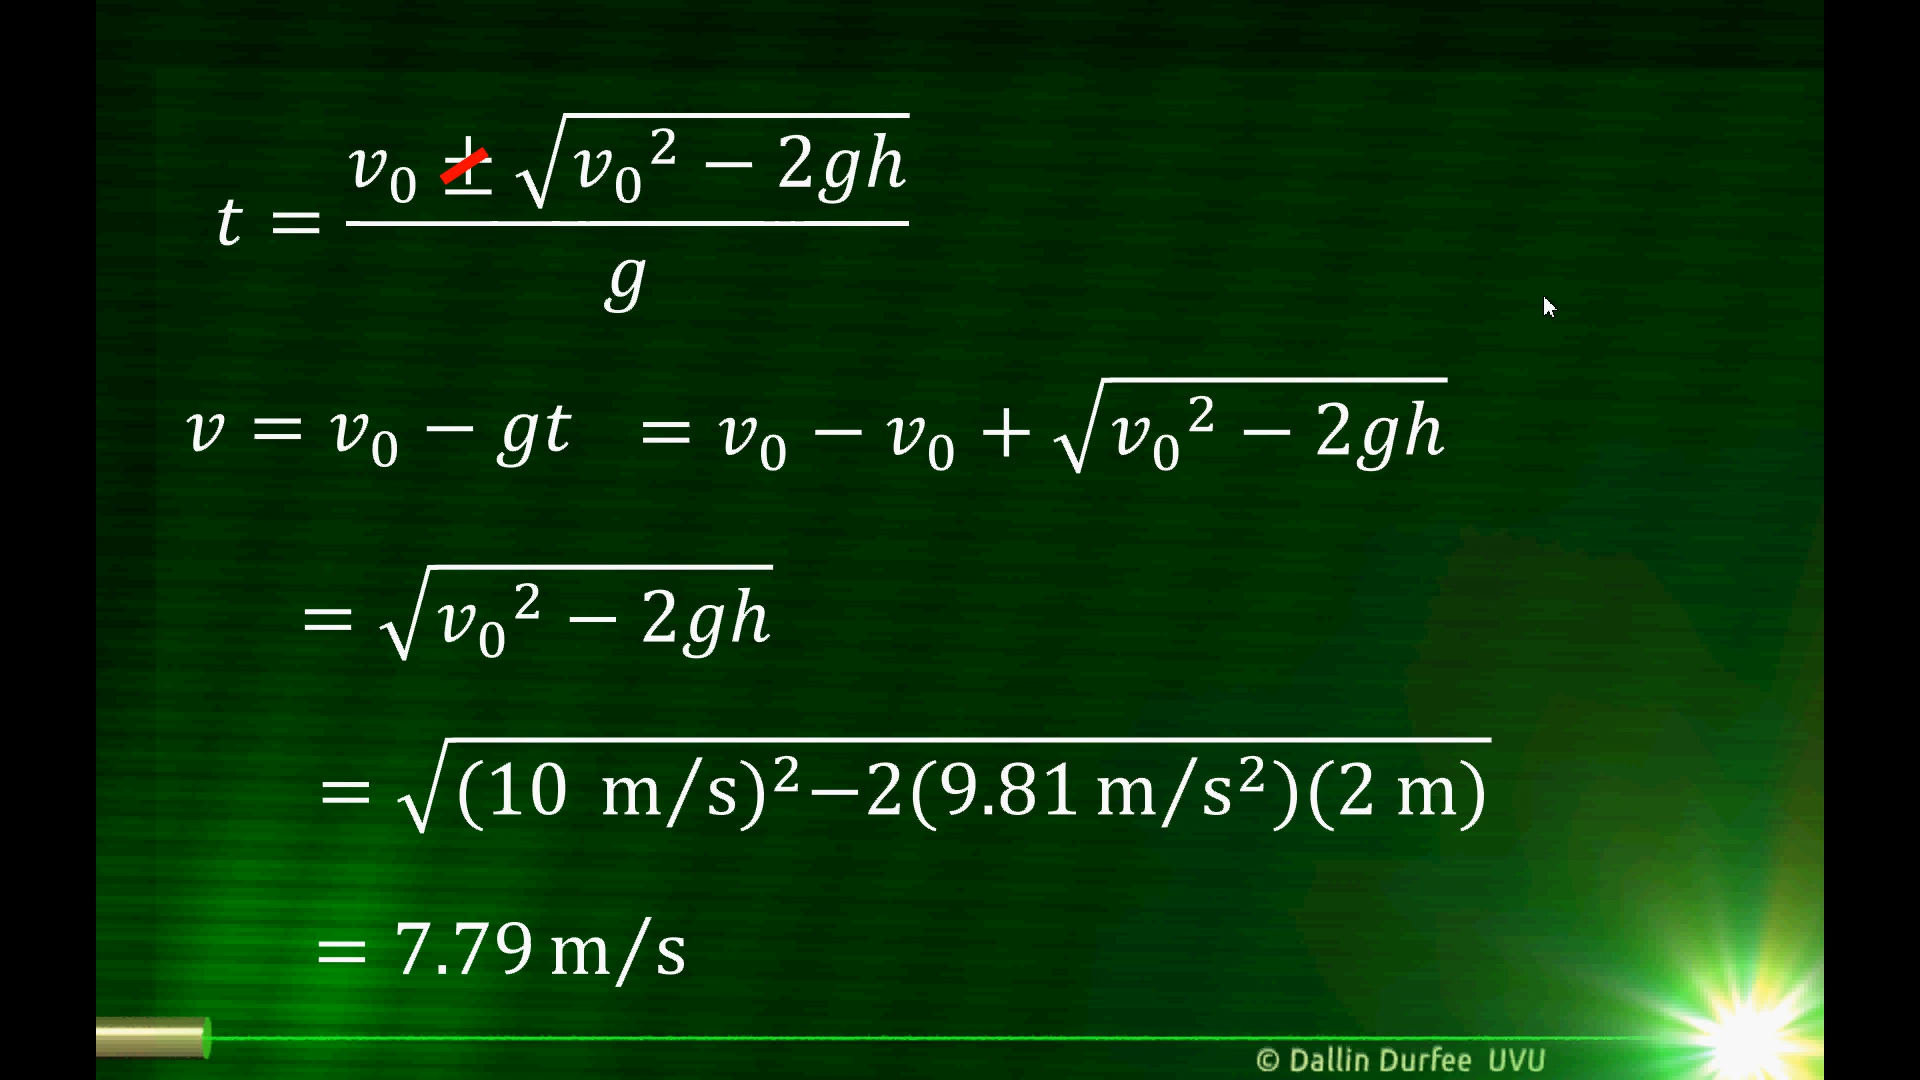 t = (v₀ ± √(v₀² − 2gh)) / g
v = v₀ − gt = v₀ − v₀ + √(v₀² − 2gh)
= √(v₀² − 2gh)
= √((10 m/s)²−2(9.81 m/s²)(2 m))
= 7.79 m/s
© Dallin Durfee UVU